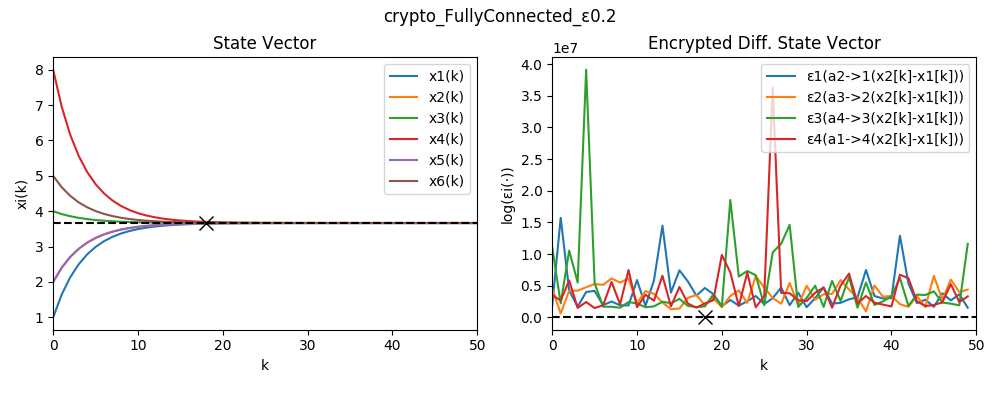 crypto_FullyConnected_ε0.2
State Vector
8
7
6
5
4
3
2
1
0
10
20
30
40
50
xi(k)
k
x1(k)
x2(k)
x3(k)
x4(k)
x5(k)
x6(k)
Encrypted Diff. State Vector
1e7
4.0
3.5
3.0
2.5
2.0
1.5
1.0
0.5
0.0
0
10
20
30
40
50
log(εi(·))
k
ε1(a2->1(x2[k]-x1[k]))
ε2(a3->2(x2[k]-x1[k]))
ε3(a4->3(x2[k]-x1[k]))
ε4(a1->4(x2[k]-x1[k]))